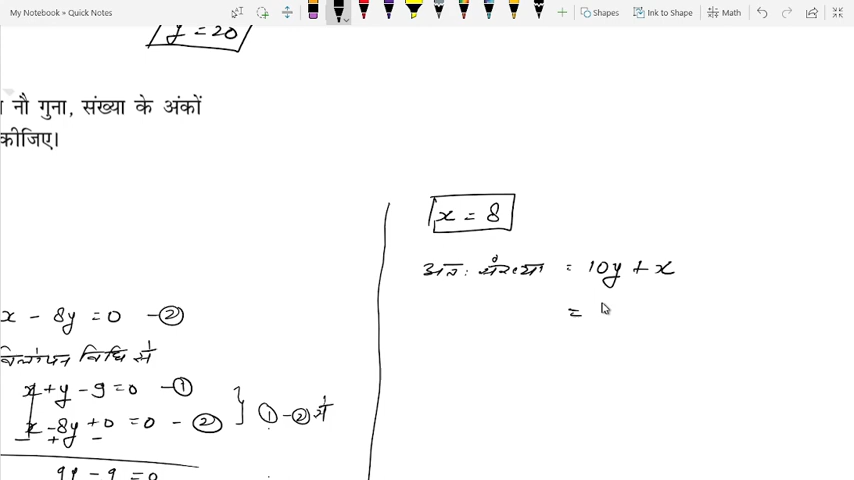 My Notebook » Quick Notes
Shapes Ink to Shape Math
y = 20
नौ गुना, संख्या के अंकों
कीजिए।
x = 8
अतः संख्या = 10y + x
=
x - 8y = 0 - ②
विलोपन विधि से
x + y - 9 = 0 - ①
x - 8y + 0 = 0 - ②
① - ② से
- + -
9y - 9 = 0